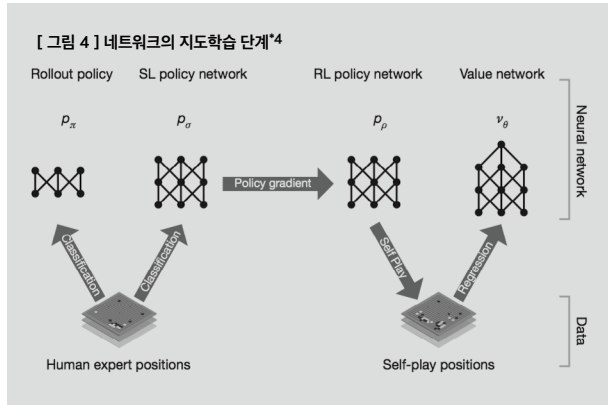 [ 그림 4 ] 네트워크의 지도학습 단계*4
Rollout policy SL policy network RL policy network Value network
pπ pσ pρ νθ
Neural network
Policy gradient
Classification Classification Self Play Regression
Data
Human expert positions Self-play positions